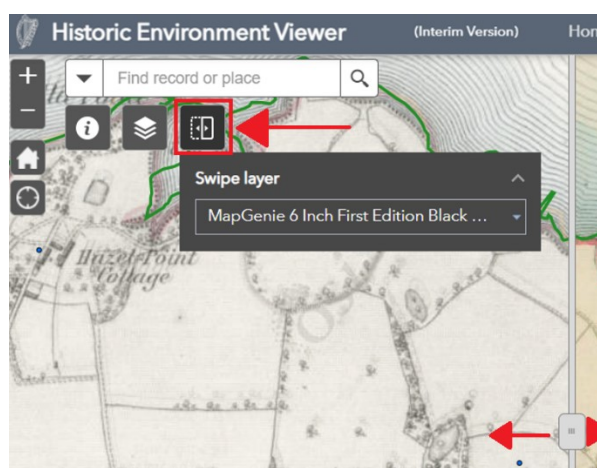 Historic Environment Viewer (Interim Version) Hom
Find record or place
Swipe layer
MapGenie 6 Inch First Edition Black ...
Hazel Point
Cottage